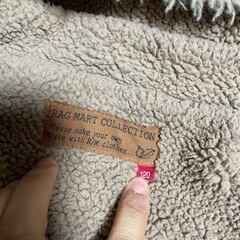 RAG MART COLLECTION
Please make your own
style with R/M clothes..
120